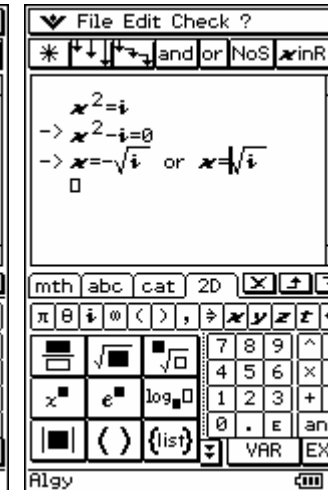 File Edit Check ?
and or NoS xinR
x²=i
-> x²-i=0
-> x=-√i or x=√i
mth abc cat 2D
π θ i ∞ ( ) , ⇒ x y z t
7 8 9 ^
√■ ■√□ 4 5 6 ×
x■ e■ log■□ 1 2 3 +
0 . E an
|■| ( ) {list} VAR EX
Algy